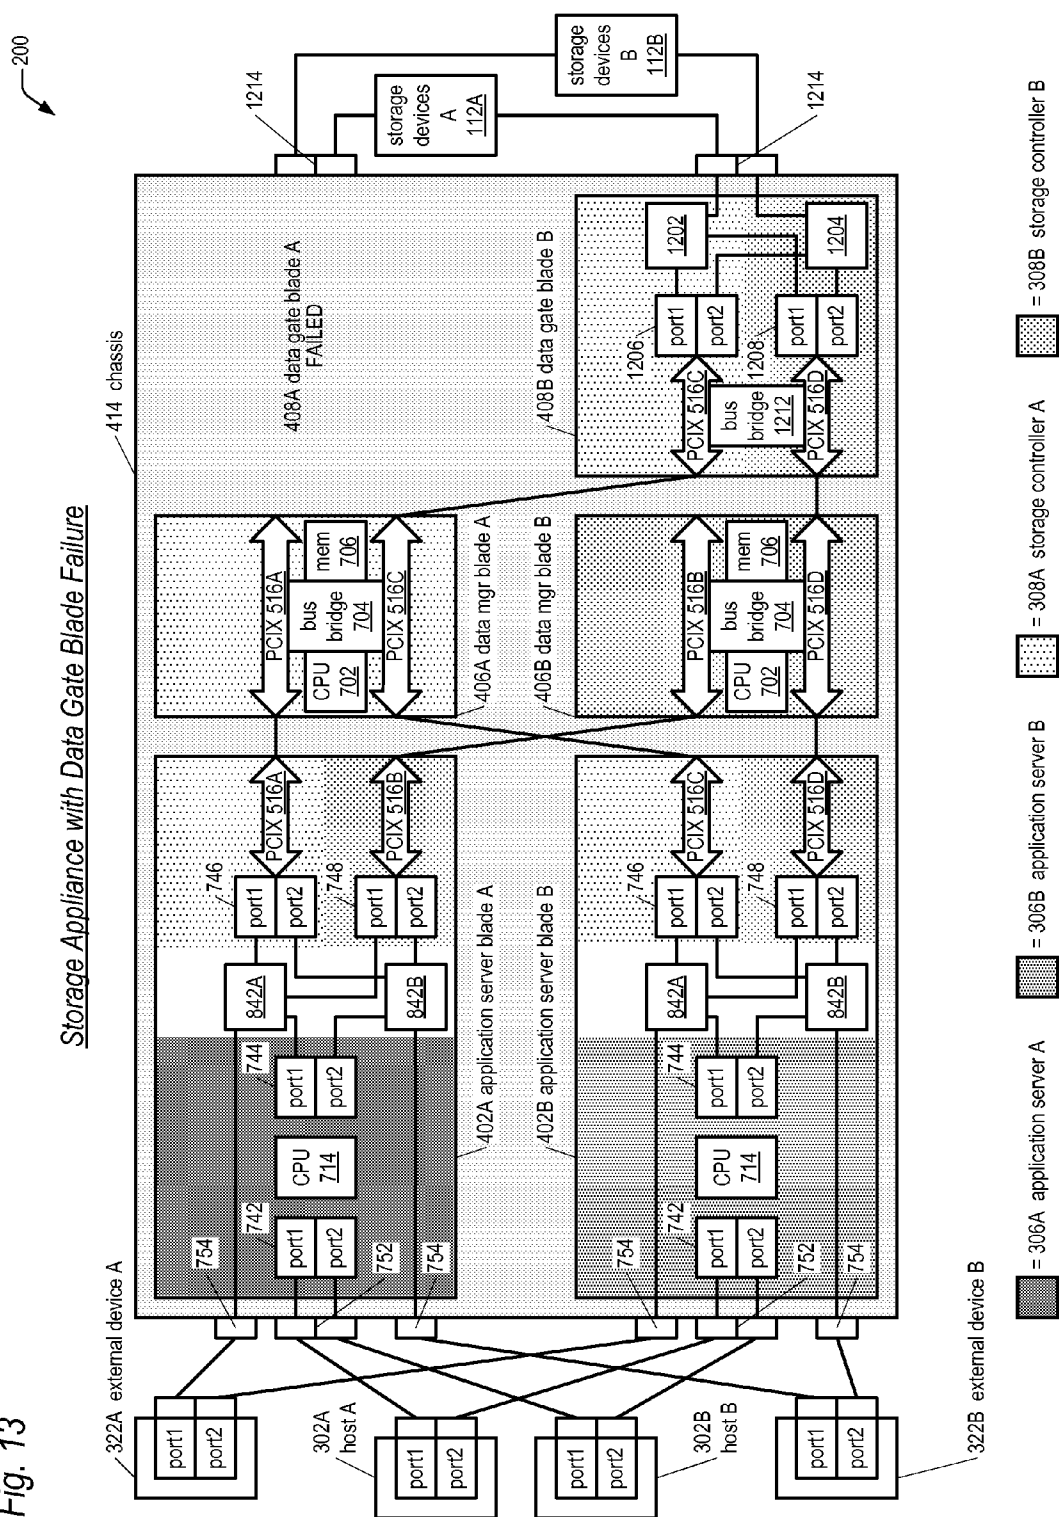 Fig. 13
Storage Appliance with Data Gate Blade Failure
200
322A external device A
port1
port2
302A
host A
port1
port2
302B
host B
port1
port2
322B external device B
port1
port2
414 chassis
754
752
754
742
port1
port2
CPU
714
744
port1
port2
842A
842B
746
port1
port2
748
port1
port2
PCIX 516A
PCIX 516B
402A application server blade A
754
752
754
742
port1
port2
CPU
714
744
port1
port2
842A
842B
746
port1
port2
748
port1
port2
PCIX 516C
PCIX 516D
402B application server blade B
PCIX 516A
CPU
702
bus
bridge
704
mem
706
PCIX 516C
406A data mgr blade A
PCIX 516B
CPU
702
bus
bridge
704
mem
706
PCIX 516D
406B data mgr blade B
408A data gate blade A
FAILED
408B data gate blade B
PCIX 516C
bus
bridge
1212
PCIX 516D
1206
port1
port2
1208
port1
port2
1202
1204
1214
1214
storage
devices
A
112A
storage
devices
B
112B
= 306A application server A
= 306B application server B
= 308A storage controller A
= 308B storage controller B